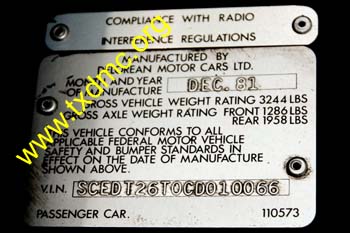 COMPLIANCE WITH RADIO
INTERFERENCE REGULATIONS
MANUFACTURED BY
DELOREAN MOTOR CARS LTD.
MONTH AND YEAR
OF MANUFACTURE DEC. 81
GROSS VEHICLE WEIGHT RATING 3244 LBS
GROSS AXLE WEIGHT RATING FRONT 1286 LBS
REAR 1958 LBS
THIS VEHICLE CONFORMS TO ALL
APPLICABLE FEDERAL MOTOR VEHICLE
SAFETY AND BUMPER STANDARDS IN
EFFECT ON THE DATE OF MANUFACTURE
SHOWN ABOVE.
V.I.N. SCEDT26T0CD010066
PASSENGER CAR. 110573
www.txdmc.org